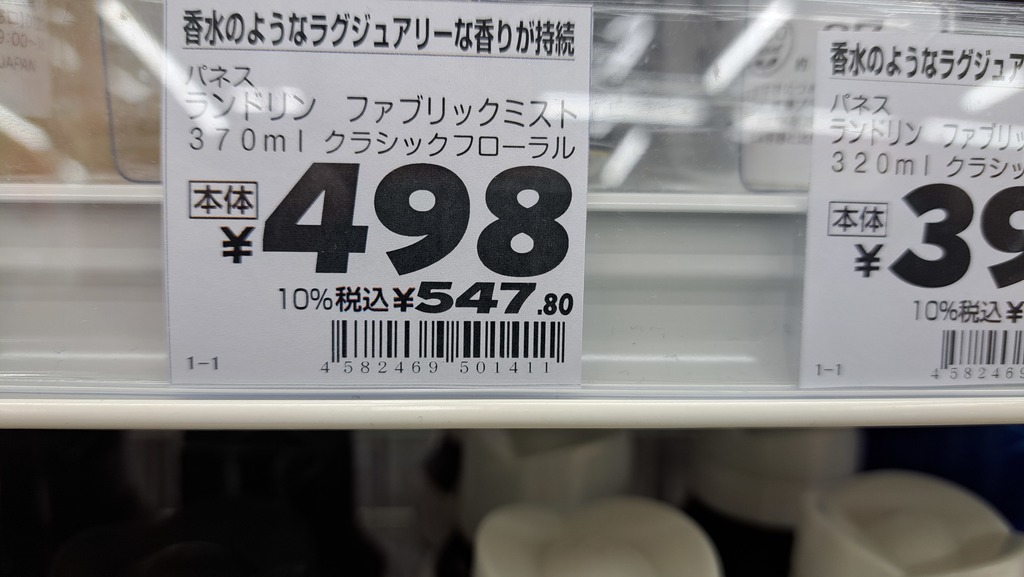 香水のようなラグジュアリーな香りが持続
パネス
ランドリン ファブリックミスト
370ml クラシックフローラル
本体
¥498
10%税込¥547.80
4 582469 501411
1-1
香水のようなラグジュア
パネス
ランドリン ファブリッ
320ml クラシ
本体
¥39
10%税込¥
4 58246
1-1